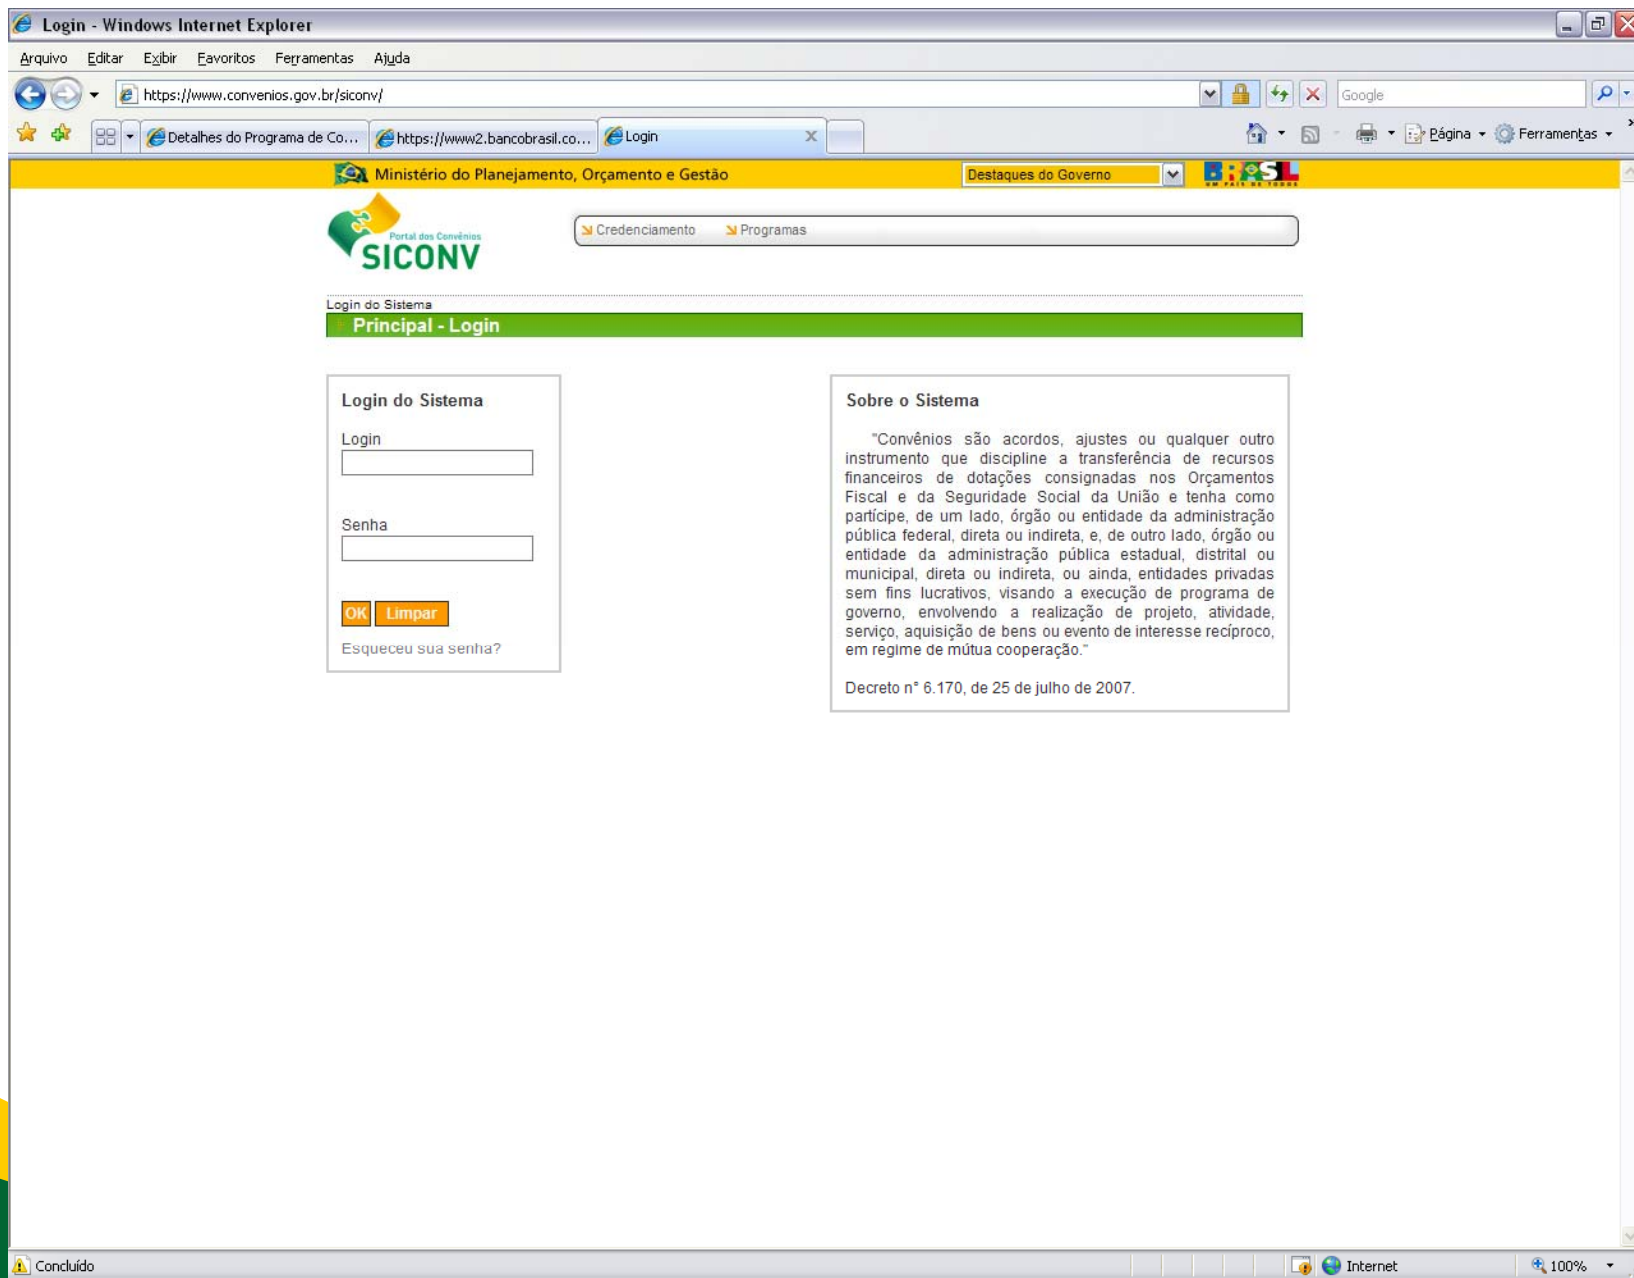 Login - Windows Internet Explorer
Arquivo Editar Exibir Favoritos Ferramentas Ajuda
https://www.convenios.gov.br/siconv/
Google
Detalhes do Programa de Co...
https://www2.bancobrasil.co...
Login
Página
Ferramentas
Ministério do Planejamento, Orçamento e Gestão
Destaques do Governo
BRASIL
UM PAÍS DE TODOS
Portal dos Convênios
SICONV
Credenciamento
Programas
Login do Sistema
Principal - Login
Login do Sistema
Login
Senha
OK Limpar
Esqueceu sua senha?
Sobre o Sistema
"Convênios são acordos, ajustes ou qualquer outro
instrumento que discipline a transferência de recursos
financeiros de dotações consignadas nos Orçamentos
Fiscal e da Seguridade Social da União e tenha como
partícipe, de um lado, órgão ou entidade da administração
pública federal, direta ou indireta, e, de outro lado, órgão ou
entidade da administração pública estadual, distrital ou
municipal, direta ou indireta, ou ainda, entidades privadas
sem fins lucrativos, visando a execução de programa de
governo, envolvendo a realização de projeto, atividade,
serviço, aquisição de bens ou evento de interesse recíproco,
em regime de mútua cooperação."
Decreto n° 6.170, de 25 de julho de 2007.
Concluído
Internet
100%